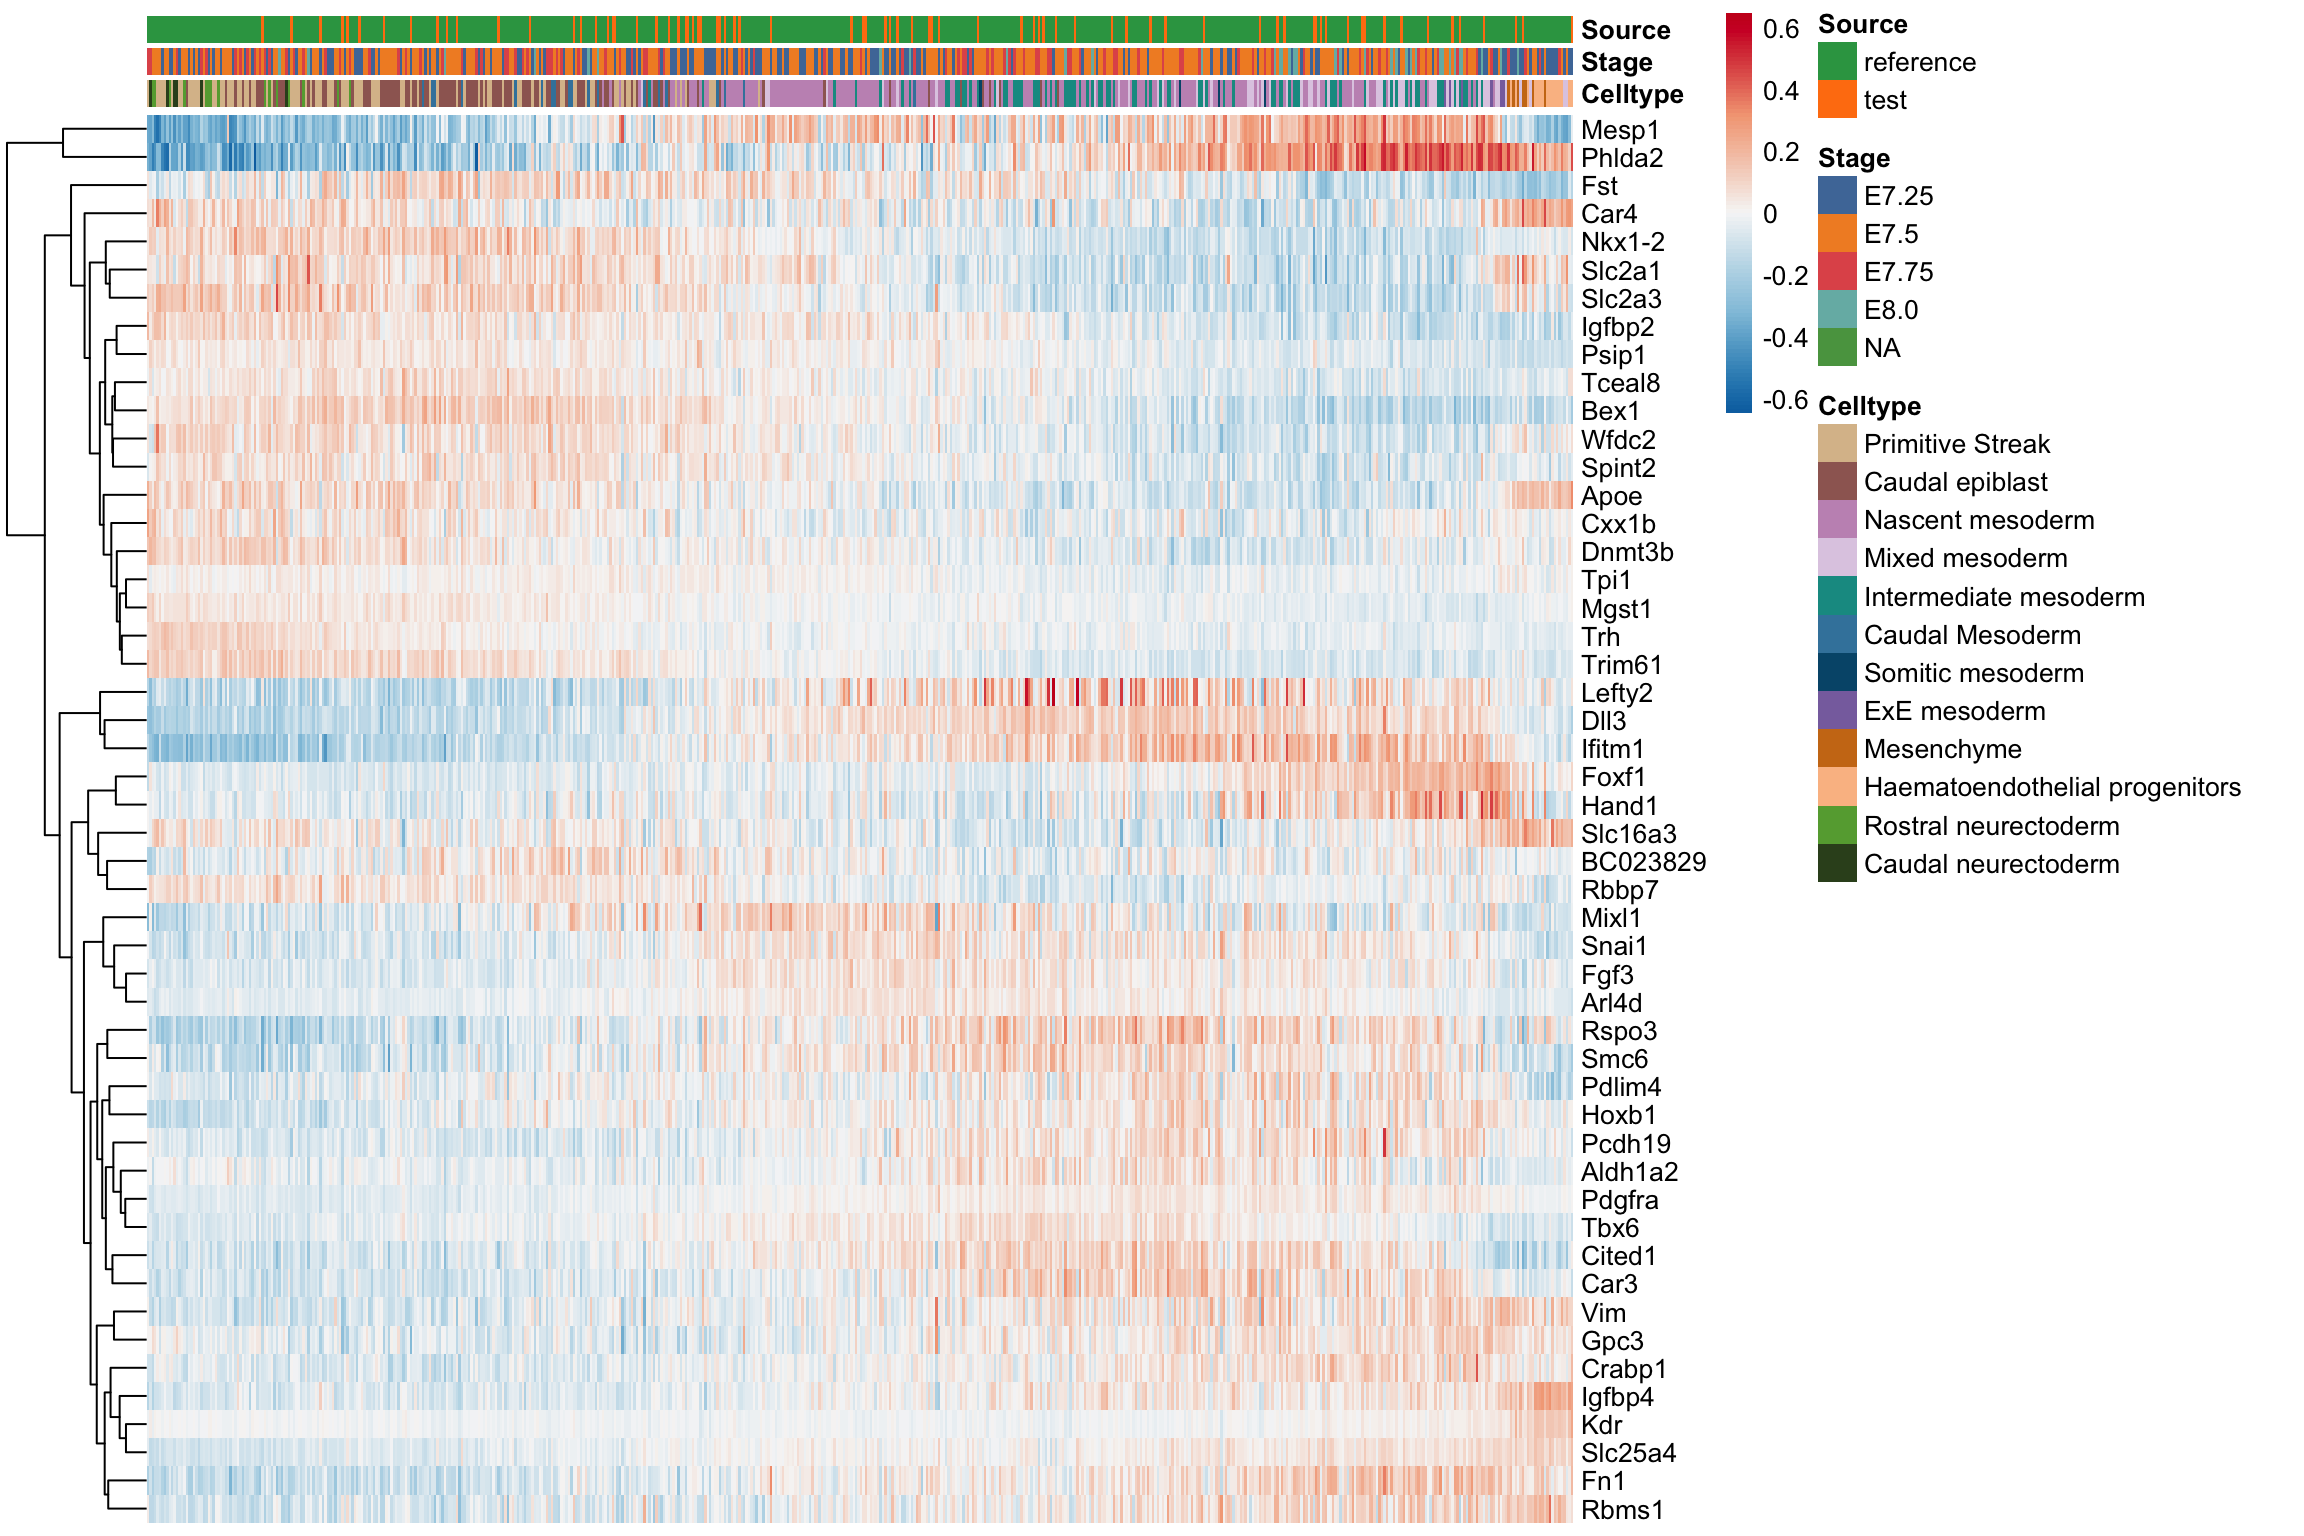 Source
Stage
Celltype
Mesp1
Phlda2
Fst
Car4
Nkx1-2
Slc2a1
Slc2a3
Igfbp2
Psip1
Tceal8
Bex1
Wfdc2
Spint2
Apoe
Cxx1b
Dnmt3b
Tpi1
Mgst1
Trh
Trim61
Lefty2
Dll3
Ifitm1
Foxf1
Hand1
Slc16a3
BC023829
Rbbp7
Mixl1
Snai1
Fgf3
Arl4d
Rspo3
Smc6
Pdlim4
Hoxb1
Pcdh19
Aldh1a2
Pdgfra
Tbx6
Cited1
Car3
Vim
Gpc3
Crabp1
Igfbp4
Kdr
Slc25a4
Fn1
Rbms1
0.6
0.4
0.2
0
-0.2
-0.4
-0.6
Source
reference
test
Stage
E7.25
E7.5
E7.75
E8.0
NA
Celltype
Primitive Streak
Caudal epiblast
Nascent mesoderm
Mixed mesoderm
Intermediate mesoderm
Caudal Mesoderm
Somitic mesoderm
ExE mesoderm
Mesenchyme
Haematoendothelial progenitors
Rostral neurectoderm
Caudal neurectoderm